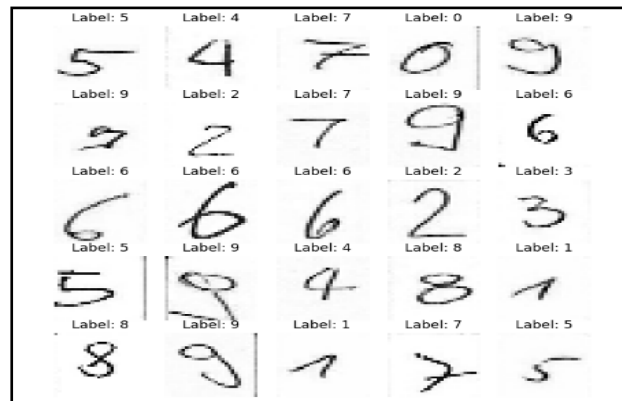 Label: 5 Label: 4 Label: 7 Label: 0 Label: 9
5 4 7 0 9
Label: 9 Label: 2 Label: 7 Label: 9 Label: 6
9 2 7 9 6
Label: 6 Label: 6 Label: 6 Label: 2 Label: 3
6 6 6 2 3
Label: 5 Label: 9 Label: 4 Label: 8 Label: 1
5 9 4 8 1
Label: 8 Label: 9 Label: 1 Label: 7 Label: 5
8 9 1 7 5